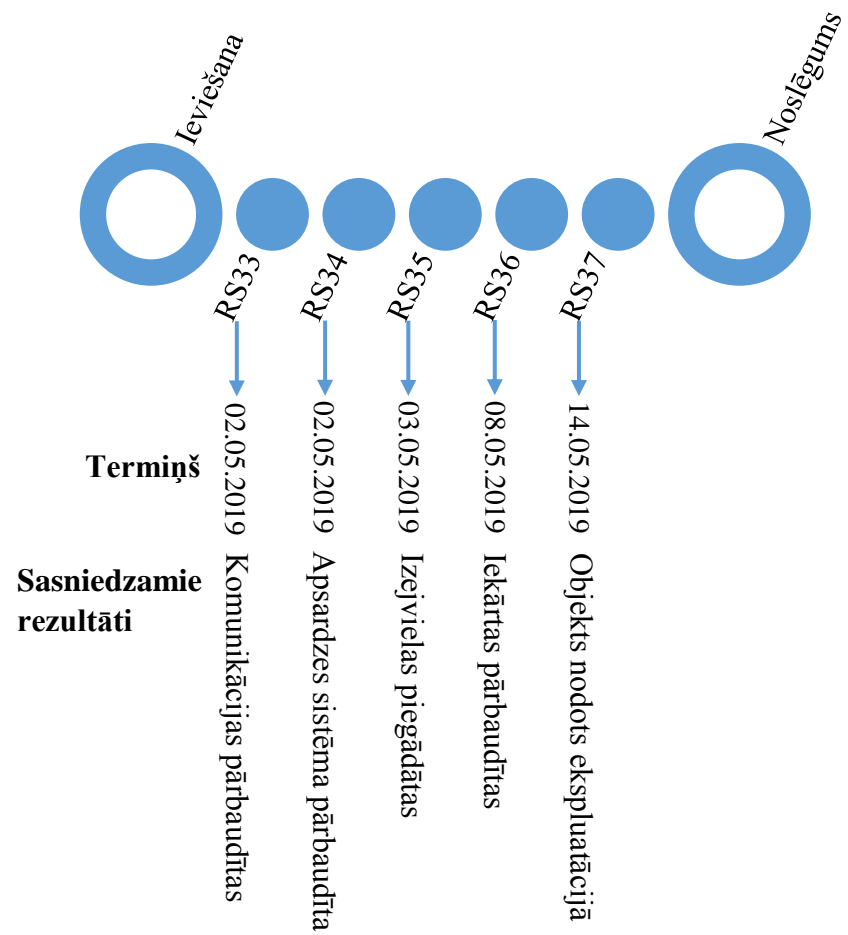 Ieviešana
Noslēgums
RS33
RS34
RS35
RS36
RS37
Termiņš
02.05.2019
02.05.2019
03.05.2019
08.05.2019
14.05.2019
Sasniedzamie
rezultāti
Komunikācijas pārbaudītas
Apsardzes sistēma pārbaudīta
Izejvielas piegādātas
Iekārtas pārbaudītas
Objekts nodots ekspluatācijā